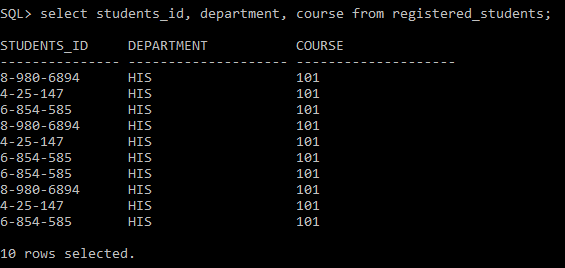 SQL> select students_id, department, course from registered_students;
STUDENTS_ID     DEPARTMENT           COURSE
--------------- -------------------- --------------------
8-980-6894      HIS                  101
4-25-147        HIS                  101
6-854-585       HIS                  101
8-980-6894      HIS                  101
4-25-147        HIS                  101
6-854-585       HIS                  101
6-854-585       HIS                  101
8-980-6894      HIS                  101
4-25-147        HIS                  101
6-854-585       HIS                  101
10 rows selected.